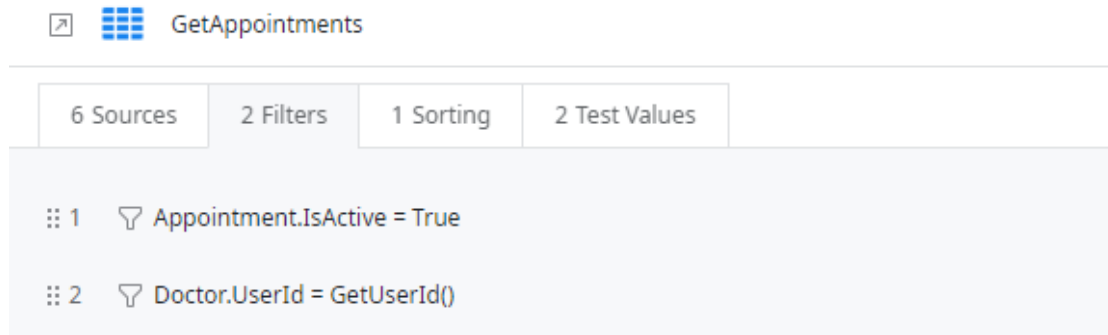 GetAppointments
6 Sources 2 Filters 1 Sorting 2 Test Values
1 Appointment.IsActive = True
2 Doctor.UserId = GetUserId()